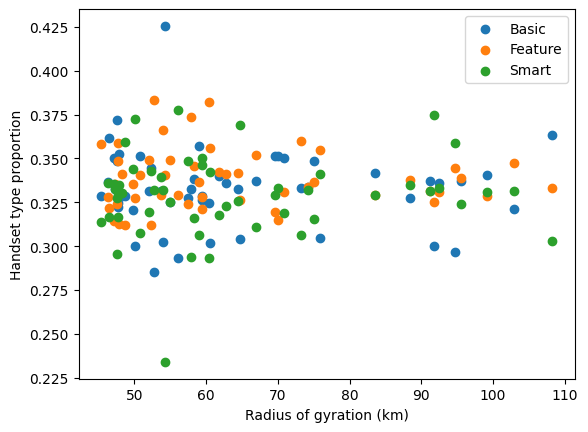 0.425
0.400
0.375
0.350
0.325
0.300
0.275
0.250
0.225
Handset type proportion
Basic
Feature
Smart
50 60 70 80 90 100 110
Radius of gyration (km)